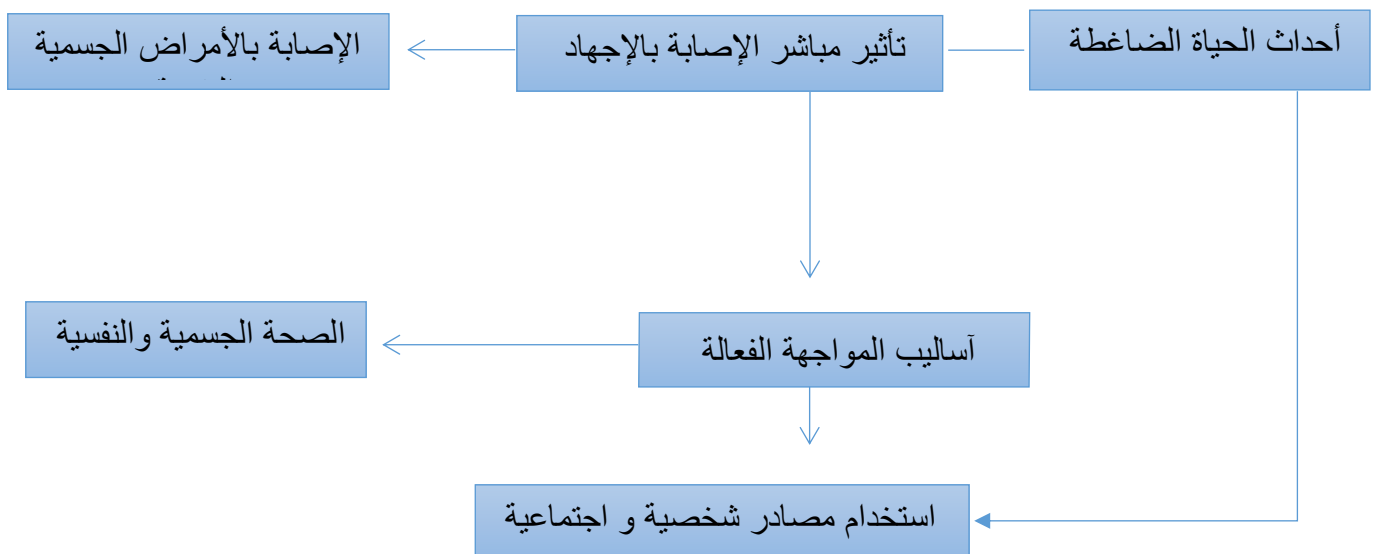 أحداث الحياة الضاغطة
تأثير مباشر الإصابة بالإجهاد
الإصابة بالأمراض الجسمية
آساليب المواجهة الفعالة
الصحة الجسمية والنفسية
استخدام مصادر شخصية و اجتماعية